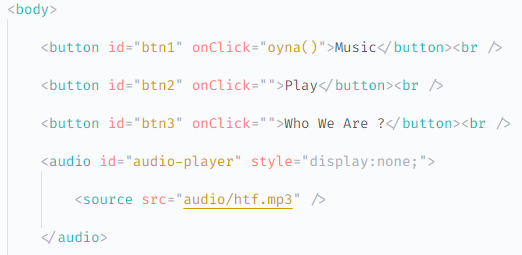 <body>
<button id="btn1" onClick="oyna()">Music</button><br />
<button id="btn2" onClick="">Play</button><br />
<button id="btn3" onClick="">Who We Are ?</button><br />
<audio id="audio-player" style="display:none;">
<source src="audio/htf.mp3" />
</audio>